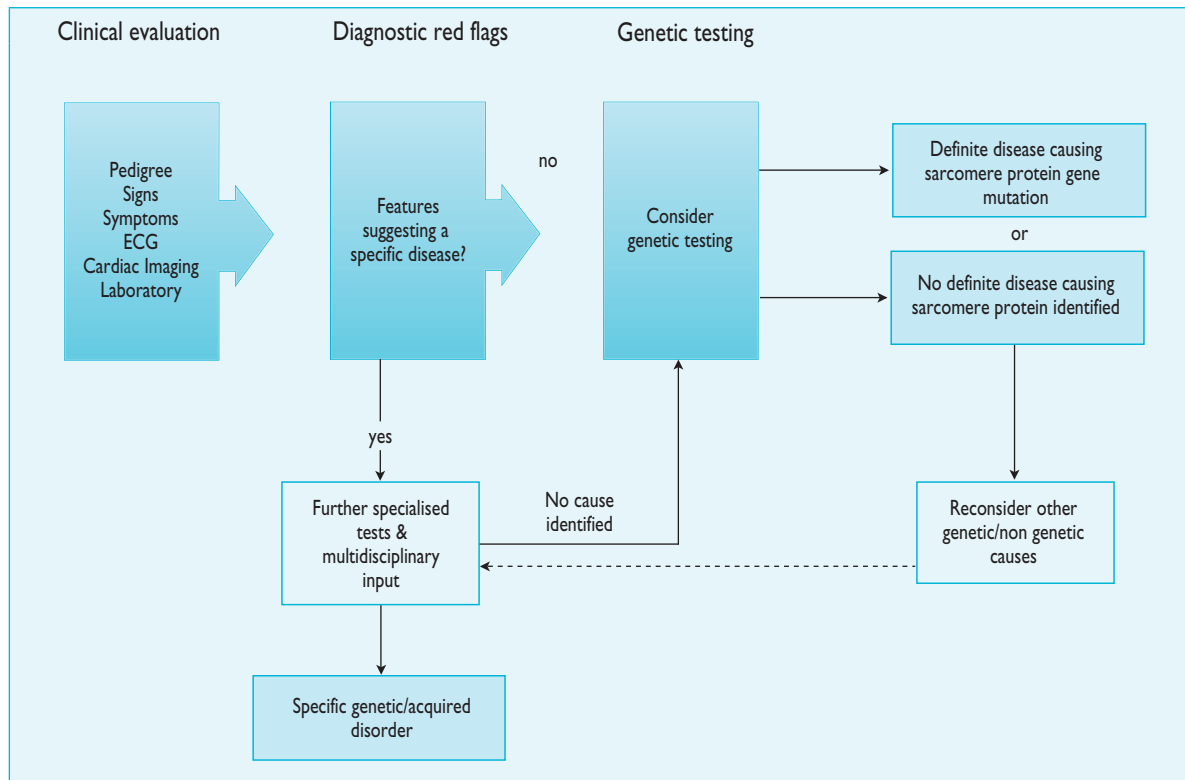 Clinical evaluation
Diagnostic red flags
Genetic testing
Pedigree
Signs
Symptoms
ECG
Cardiac Imaging
Laboratory
Features
suggesting a
specific disease?
no
Consider
genetic testing
Definite disease causing
sarcomere protein gene
mutation
or
No definite disease causing
sarcomere protein identified
yes
Further specialised
tests &
multidisciplinary
input
No cause
identified
Reconsider other
genetic/non genetic
causes
Specific genetic/acquired
disorder